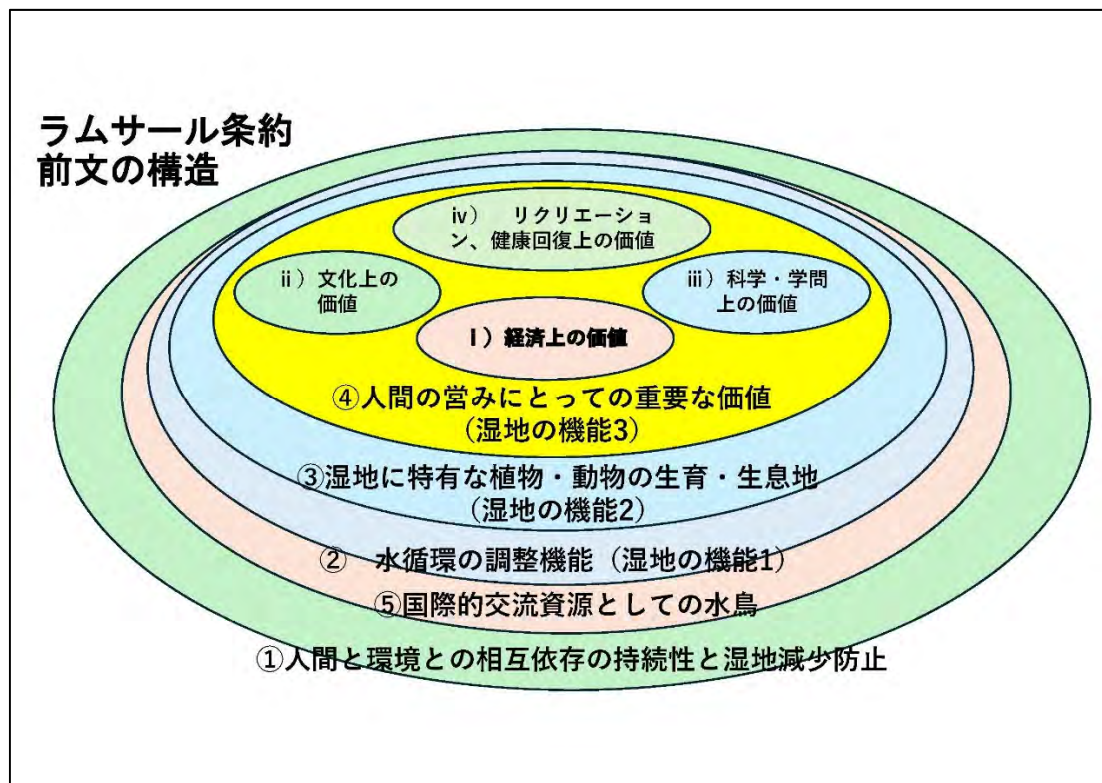 ラムサール条約
前文の構造
ⅳ）　リクリエーショ
ン、健康回復上の価値
ⅱ）文化上の
価値
ⅲ）科学・学問
上の価値
Ⅰ）経済上の価値
④人間の営みにとっての重要な価値
（湿地の機能3）
③湿地に特有な植物・動物の生育・生息地
（湿地の機能2）
②　水循環の調整機能（湿地の機能1）
⑤国際的交流資源としての水鳥
①人間と環境との相互依存の持続性と湿地減少防止